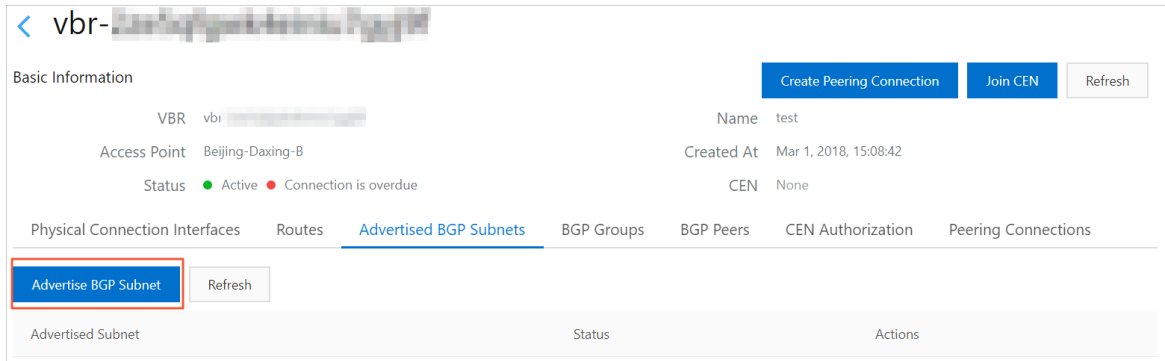 vbr-
Basic Information
Create Peering Connection Join CEN Refresh
VBR Name test
Access Point Beijing-Daxing-B Created At Mar 1, 2018, 15:08:42
Status Active Connection is overdue CEN None
Physical Connection Interfaces Routes Advertised BGP Subnets BGP Groups BGP Peers CEN Authorization Peering Connections
Advertise BGP Subnet Refresh
Advertised Subnet Status Actions